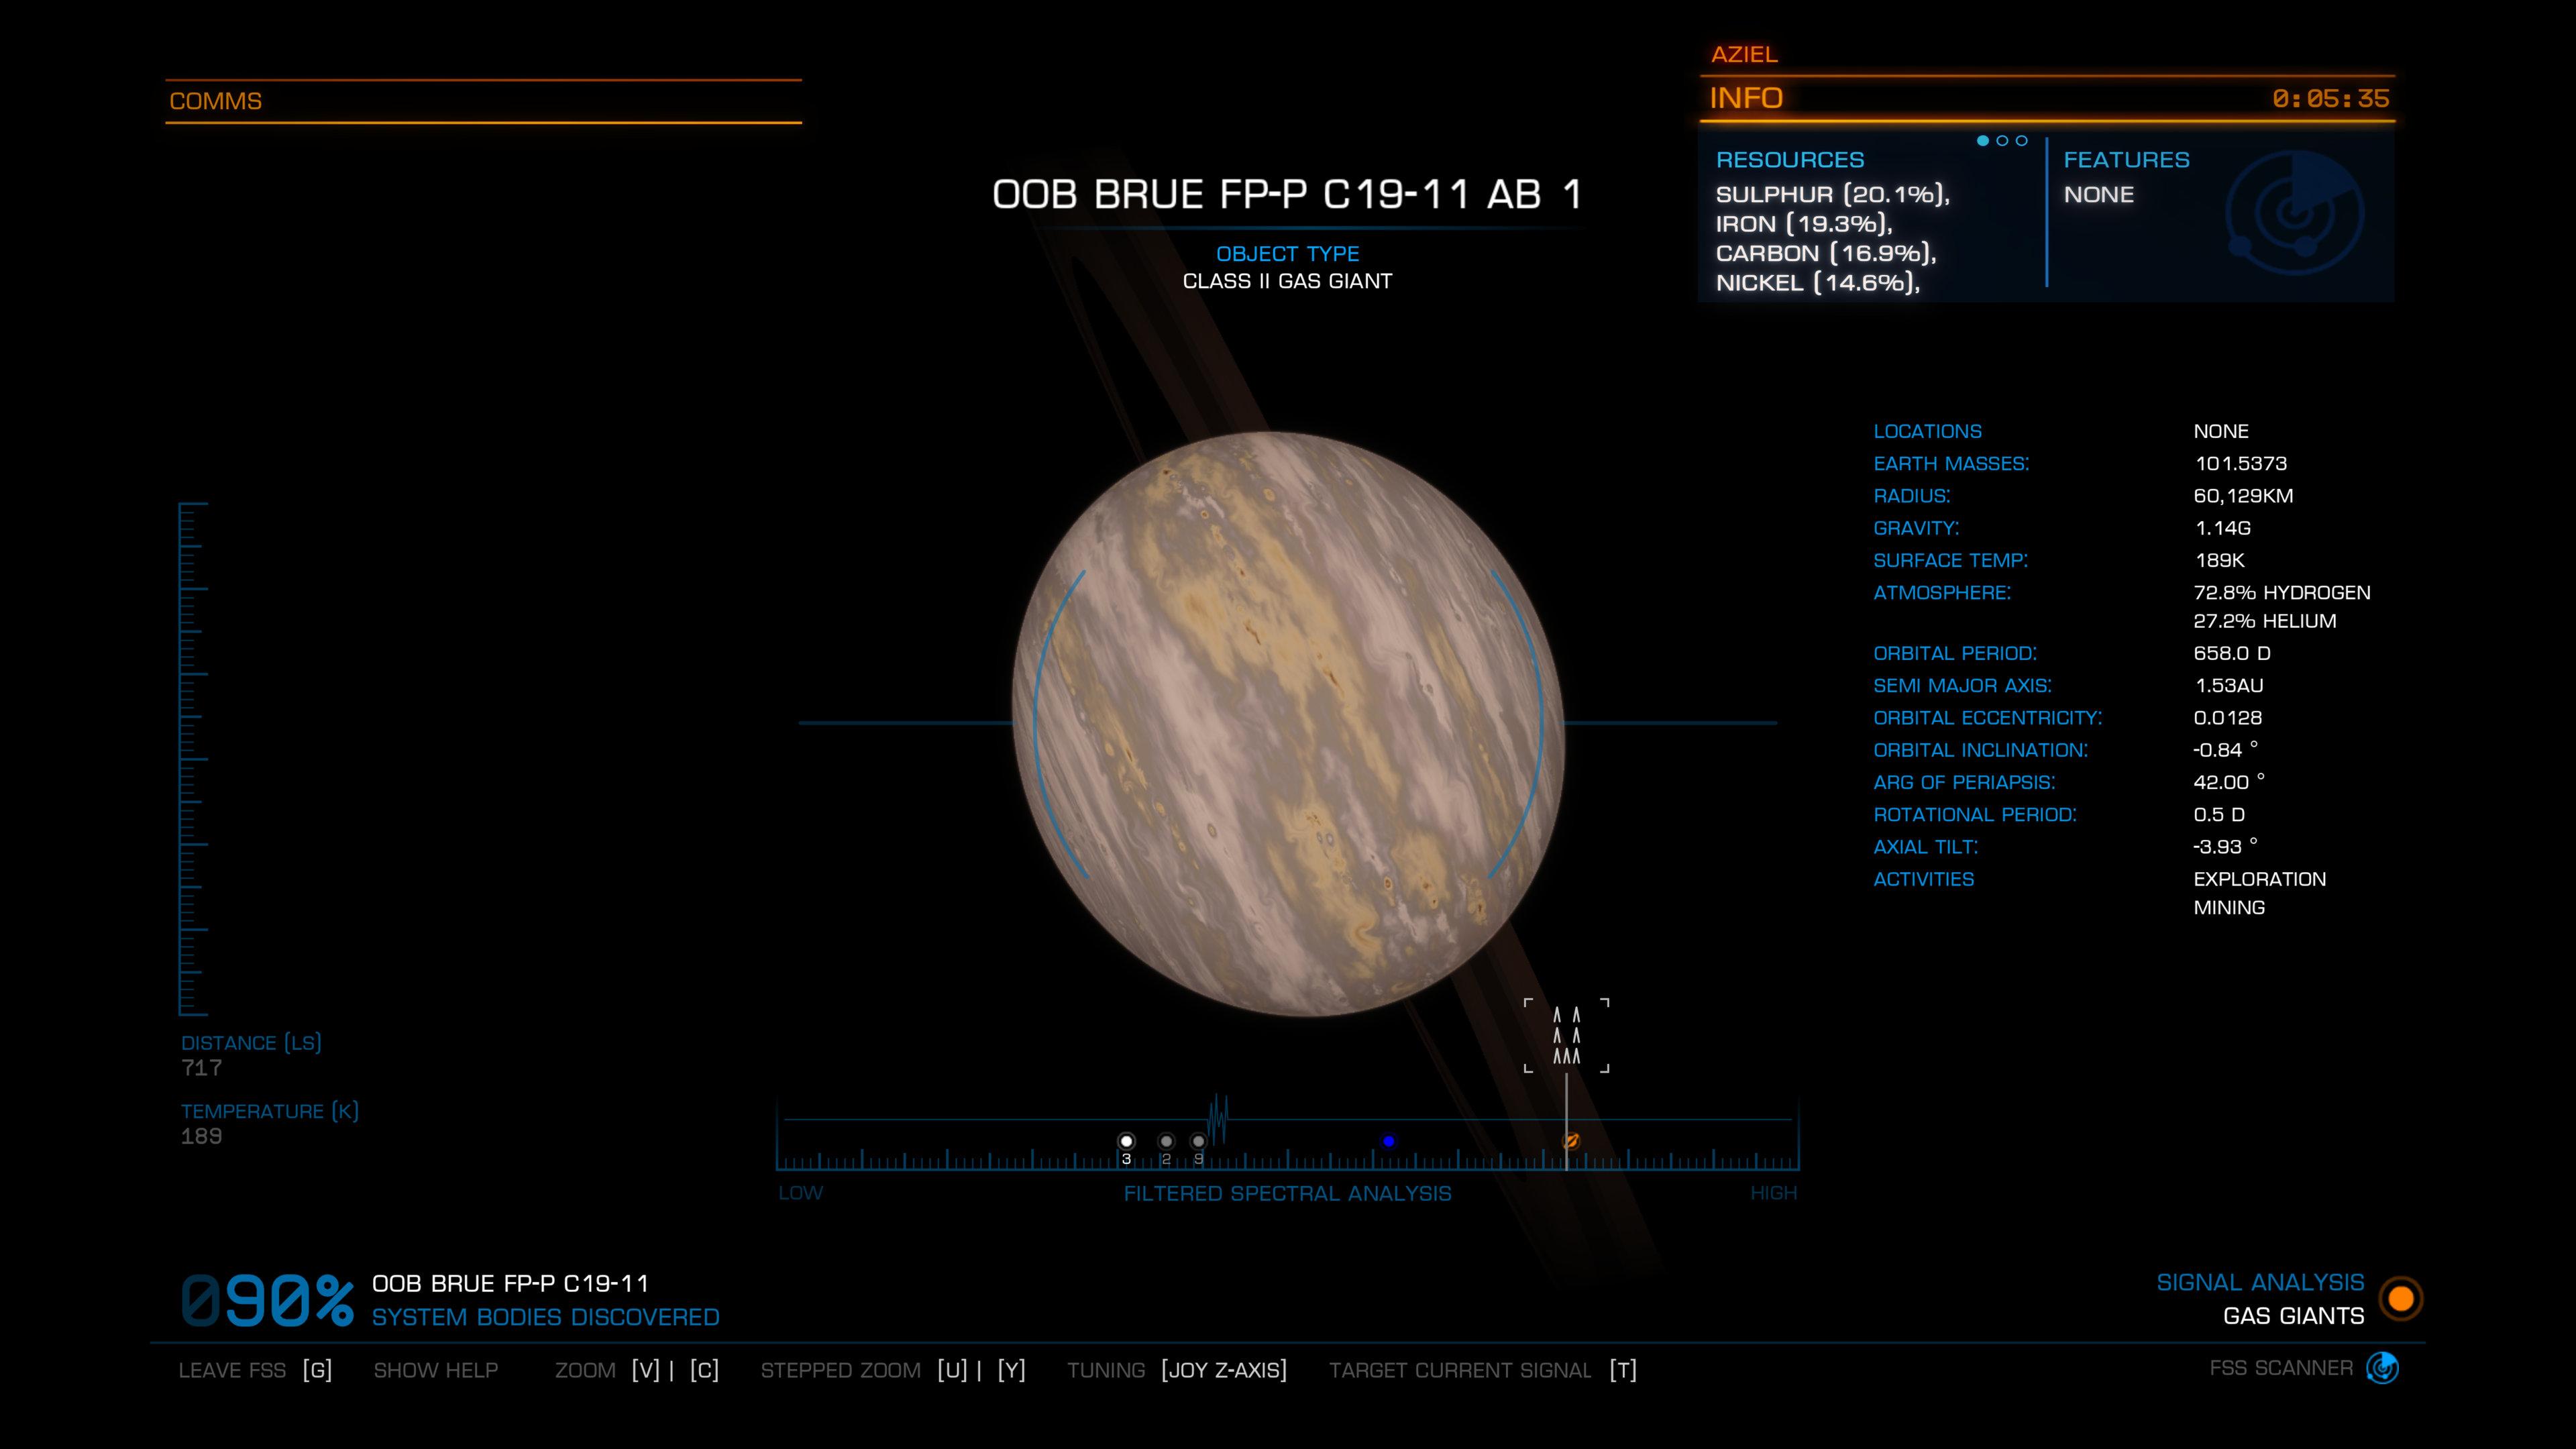 AZIEL
COMMS
INFO 0:05:35
RESOURCES
SULPHUR (20.1%),
IRON (19.3%),
CARBON (16.9%),
NICKEL (14.6%),
FEATURES
NONE
OOB BRUE FP-P C19-11 AB 1
OBJECT TYPE
CLASS II GAS GIANT
LOCATIONS NONE
EARTH MASSES: 101.5373
RADIUS: 60,129KM
GRAVITY: 1.14G
SURFACE TEMP: 189K
ATMOSPHERE: 72.8% HYDROGEN
27.2% HELIUM
ORBITAL PERIOD: 658.0 D
SEMI MAJOR AXIS: 1.53AU
ORBITAL ECCENTRICITY: 0.0128
ORBITAL INCLINATION: -0.84 °
ARG OF PERIAPSIS: 42.00 °
ROTATIONAL PERIOD: 0.5 D
AXIAL TILT: -3.93 °
ACTIVITIES EXPLORATION
MINING
DISTANCE (LS)
717
TEMPERATURE (K)
189
3 2 9
LOW FILTERED SPECTRAL ANALYSIS HIGH
090% OOB BRUE FP-P C19-11
SYSTEM BODIES DISCOVERED
SIGNAL ANALYSIS
GAS GIANTS
LEAVE FSS [G] SHOW HELP ZOOM [V] | [C] STEPPED ZOOM [U] | [Y] TUNING [JOY Z-AXIS] TARGET CURRENT SIGNAL [T] FSS SCANNER